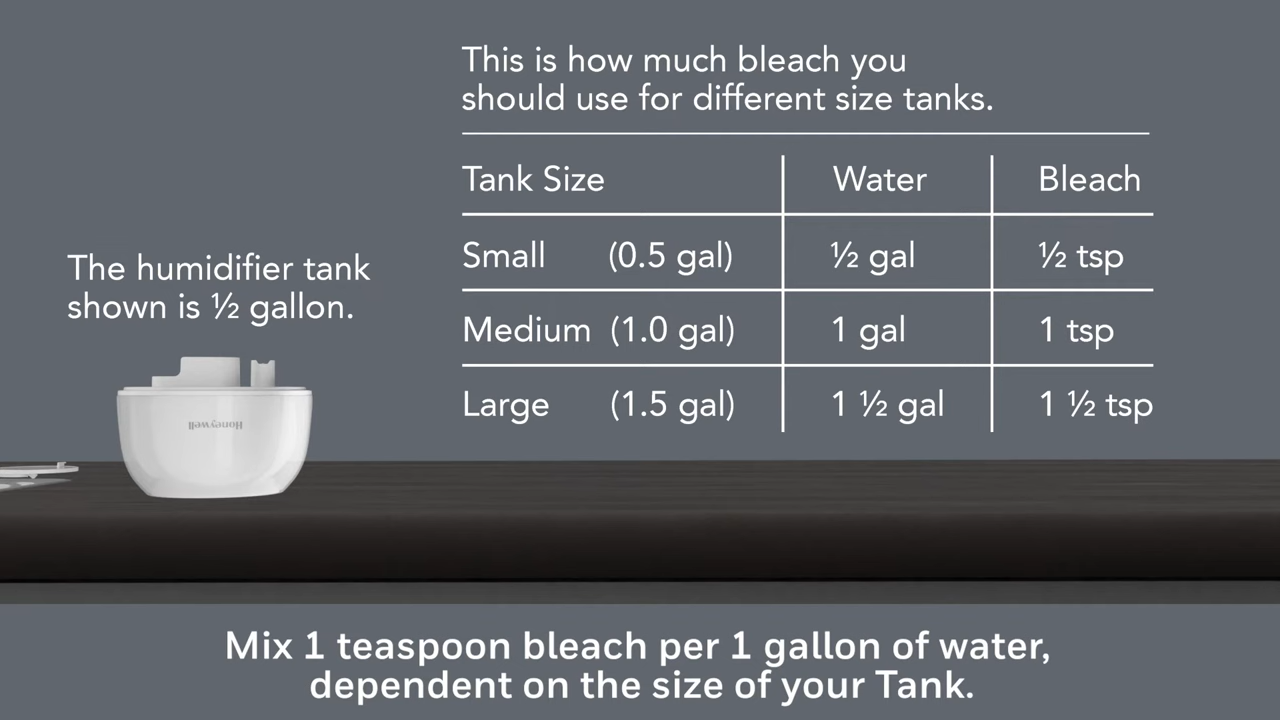 This is how much bleach you
should use for different size tanks.
Tank Size Water Bleach
Small (0.5 gal) ½ gal ½ tsp
Medium (1.0 gal) 1 gal 1 tsp
Large (1.5 gal) 1 ½ gal 1 ½ tsp
The humidifier tank
shown is ½ gallon.
Honeywell
Mix 1 teaspoon bleach per 1 gallon of water,
dependent on the size of your Tank.